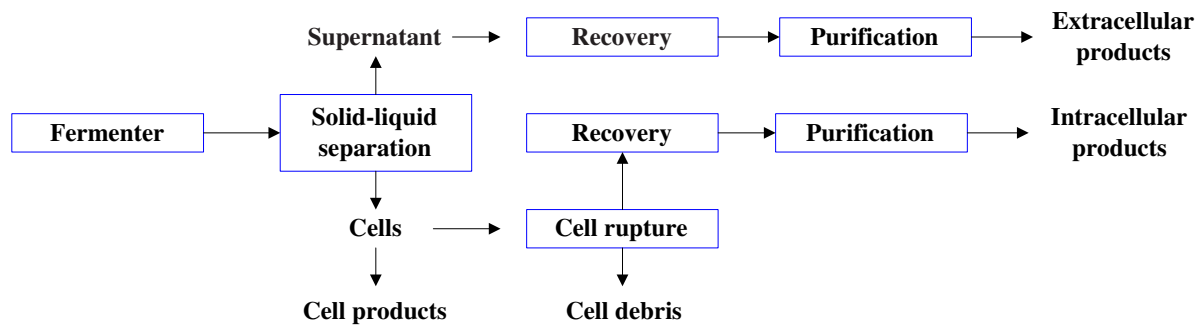 Supernatant
Recovery
Purification
Extracellular
products
Fermenter
Solid-liquid
separation
Recovery
Purification
Intracellular
products
Cells
Cell rupture
Cell products
Cell debris